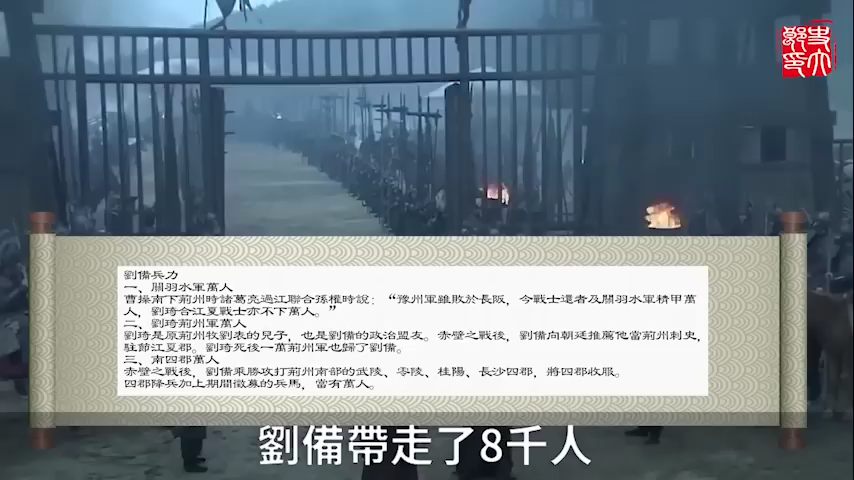 劉備兵力
一、關羽水軍萬人
曹操南下荊州時諸葛亮過江聯合孫權時說：“豫州軍雖敗於長阪，今戰士還者及關羽水軍精甲萬
人，劉琦合江夏戰士亦不下萬人。”
二、劉琦荊州軍萬人
劉琦是原荊州牧劉表的兒子，也是劉備的政治盟友。赤壁之戰後，劉備向朝廷推薦他當荊州刺史，
駐節江夏郡。劉琦死後一萬荊州軍也歸了劉備。
三、南四郡萬人
赤壁之戰後，劉備乘勝攻打荊州南部的武陵、零陵、桂陽、長沙四郡，將四郡收服。
四郡降兵加上期間徵募的兵馬，當有萬人。
劉備帶走了8千人